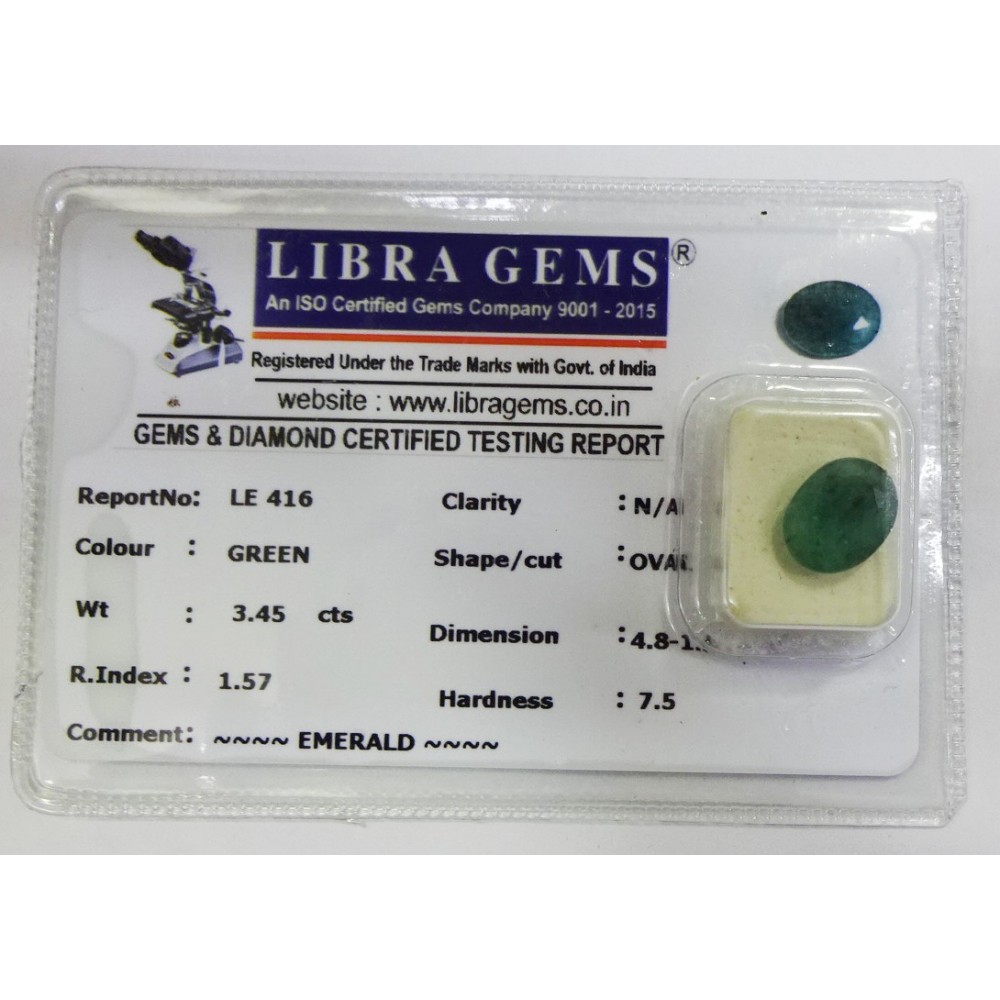 LIBRA GEMS ®
An ISO Certified Gems Company 9001 - 2015
Registered Under the Trade Marks with Govt. of India
website : www.libragems.co.in
GEMS & DIAMOND CERTIFIED TESTING REPORT
ReportNo: LE 416
Colour : GREEN
Wt : 3.45 cts
R.Index : 1.57
Comment: ~~~~ EMERALD ~~~~
Clarity : N/A
Shape/cut :
Dimension :
Hardness : 7.5